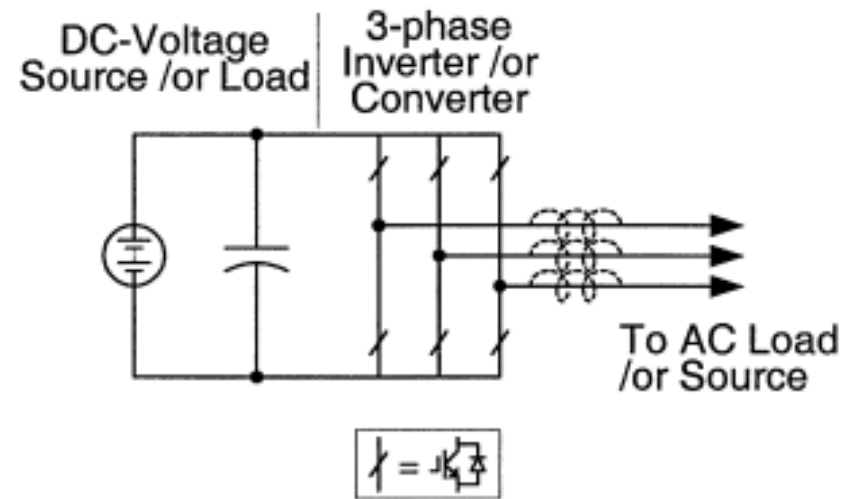 DC-Voltage
Source /or Load
3-phase
Inverter /or
Converter
To AC Load
/or Source
=